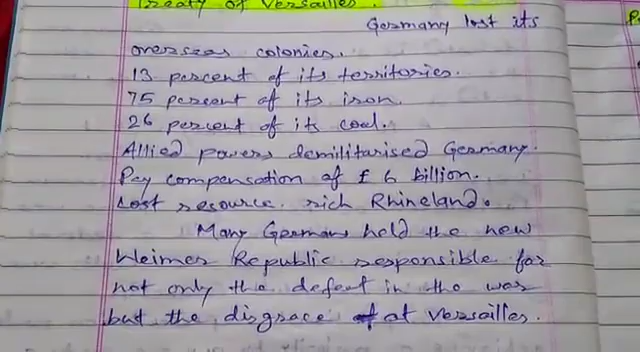 Treaty of Versailles.
Germany lost its
overseas colonies.
13 percent of its territories.
75 percent of its iron.
26 percent of its coal.
Allied powers demilitarised Germany.
Pay compensation of £ 6 billion.
Lost resource rich Rhineland.
Many Germans held the new
Weimer Republic responsible for
not only the defeat in the war
but the disgrace at Versailles.